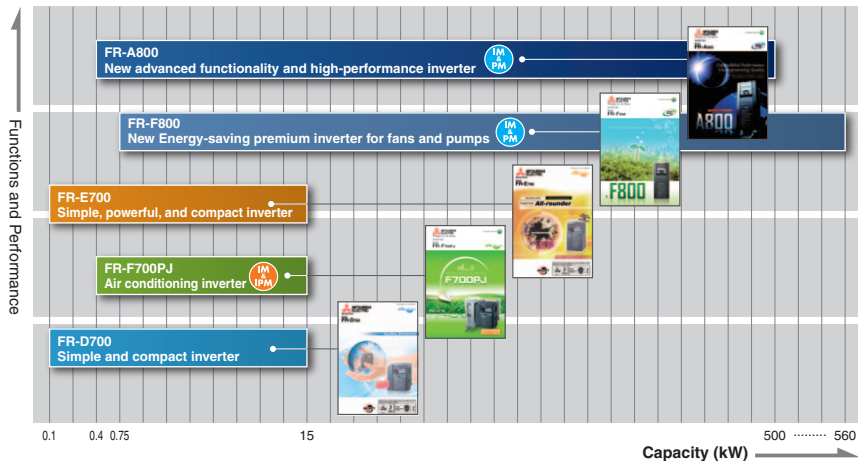 FR-A800
New advanced functionality and high-performance inverter
IM
&
PM
A800
FR-F800
New Energy-saving premium inverter for fans and pumps
IM
&
PM
F800
FR-E700
Simple, powerful, and compact inverter
All-rounder
FR-F700PJ
Air conditioning inverter
IM
&
IPM
F700PJ
FR-D700
Simple and compact inverter
Functions and Performance
0.1
0.4
0.75
15
500
560
Capacity (kW)